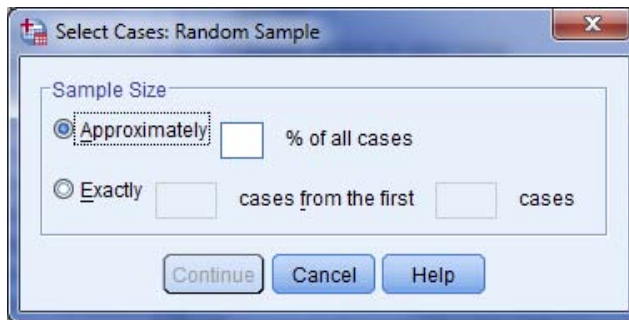 Select Cases: Random Sample
Sample Size
Approximately % of all cases
Exactly cases from the first cases
Continue Cancel Help